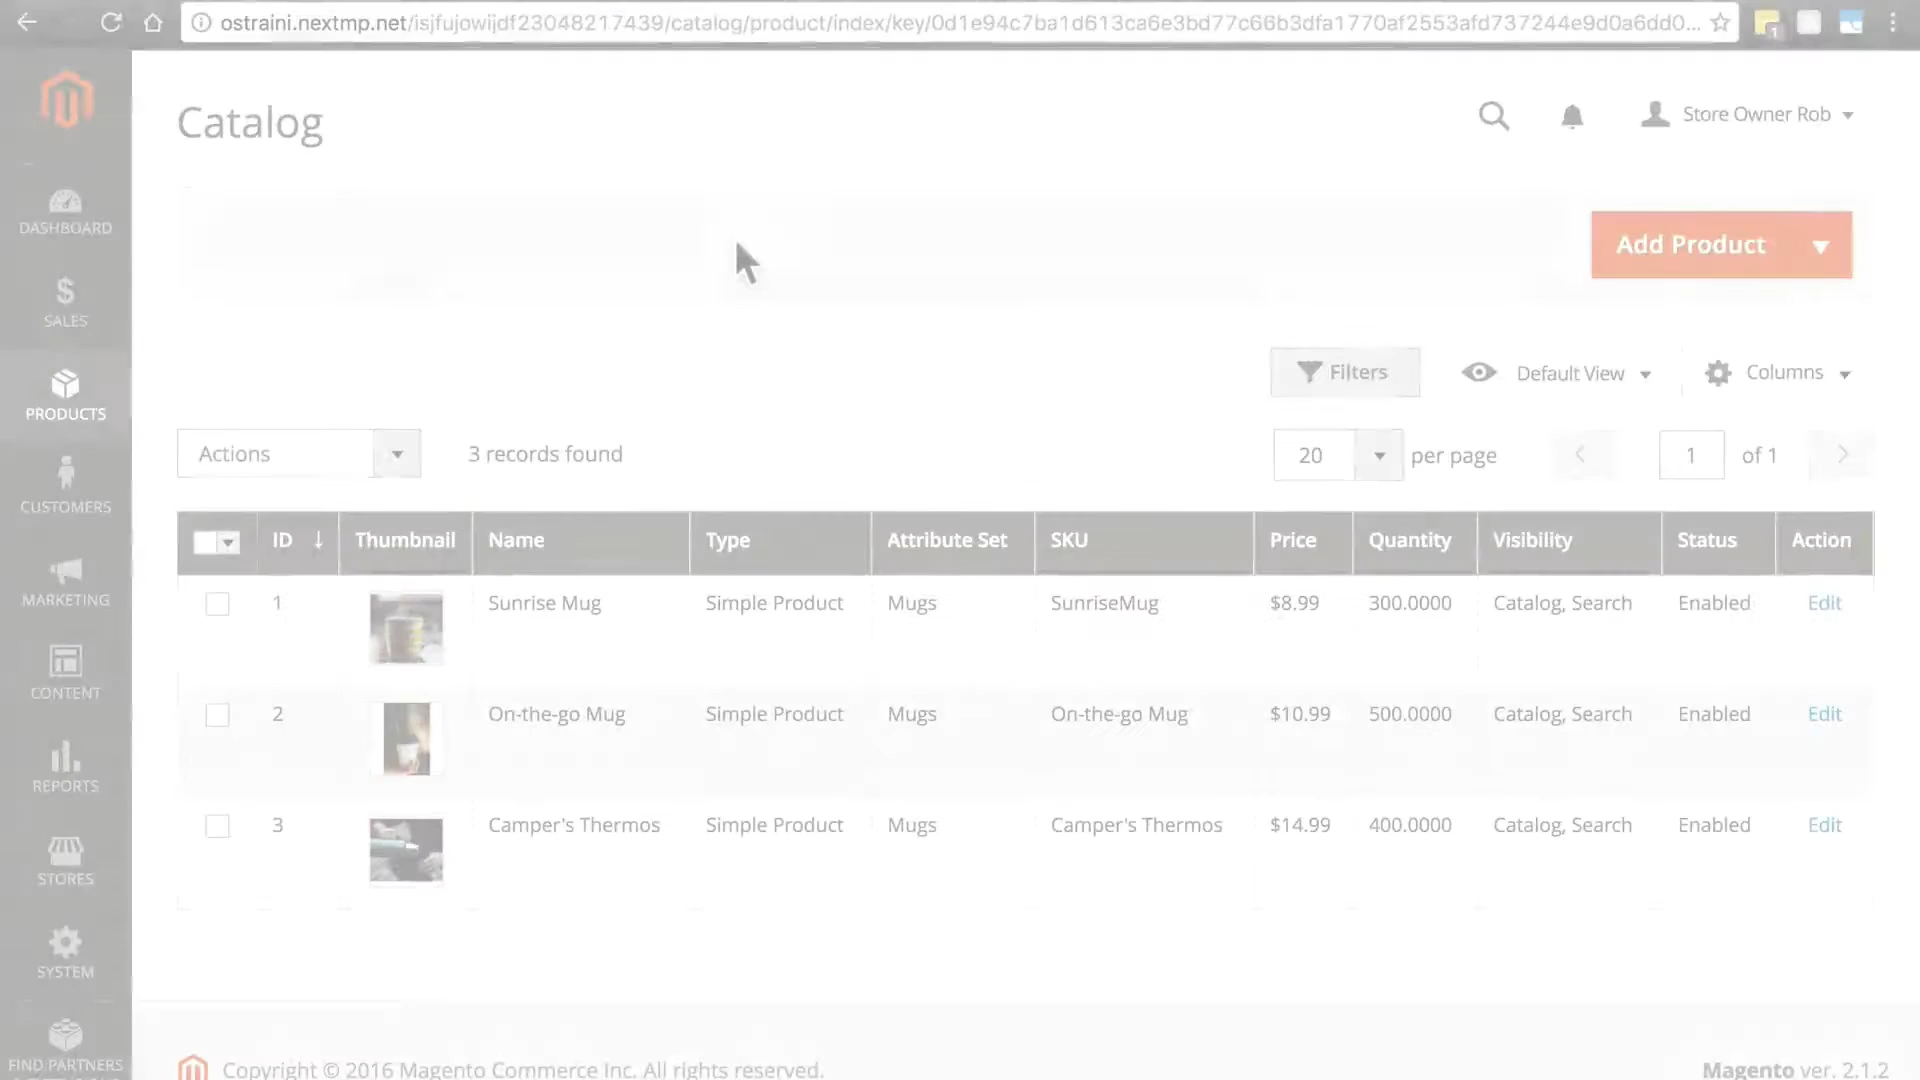 ostraini.nextmp.net/isjfujowijdf23048217439/catalog/product/index/key/0d1e94c7ba1d613ca6e3bd77c66b3dfa1770af2553afd737244e9d0a6dd0...
1
Catalog
Store Owner Rob
DASHBOARD
Add Product
SALES
PRODUCTS
Filters
Default View
Columns
Actions
3 records found
20
per page
1
of 1
CUSTOMERS
ID ↓ Thumbnail Name Type Attribute Set SKU Price Quantity Visibility Status Action
1 Sunrise Mug Simple Product Mugs SunriseMug $8.99 300.0000 Catalog, Search Enabled Edit
MARKETING
2 On-the-go Mug Simple Product Mugs On-the-go Mug $10.99 500.0000 Catalog, Search Enabled Edit
CONTENT
REPORTS
3 Camper's Thermos Simple Product Mugs Camper's Thermos $14.99 400.0000 Catalog, Search Enabled Edit
STORES
SYSTEM
FIND PARTNERS
Copyright © 2016 Magento Commerce Inc. All rights reserved.
Magento ver. 2.1.2